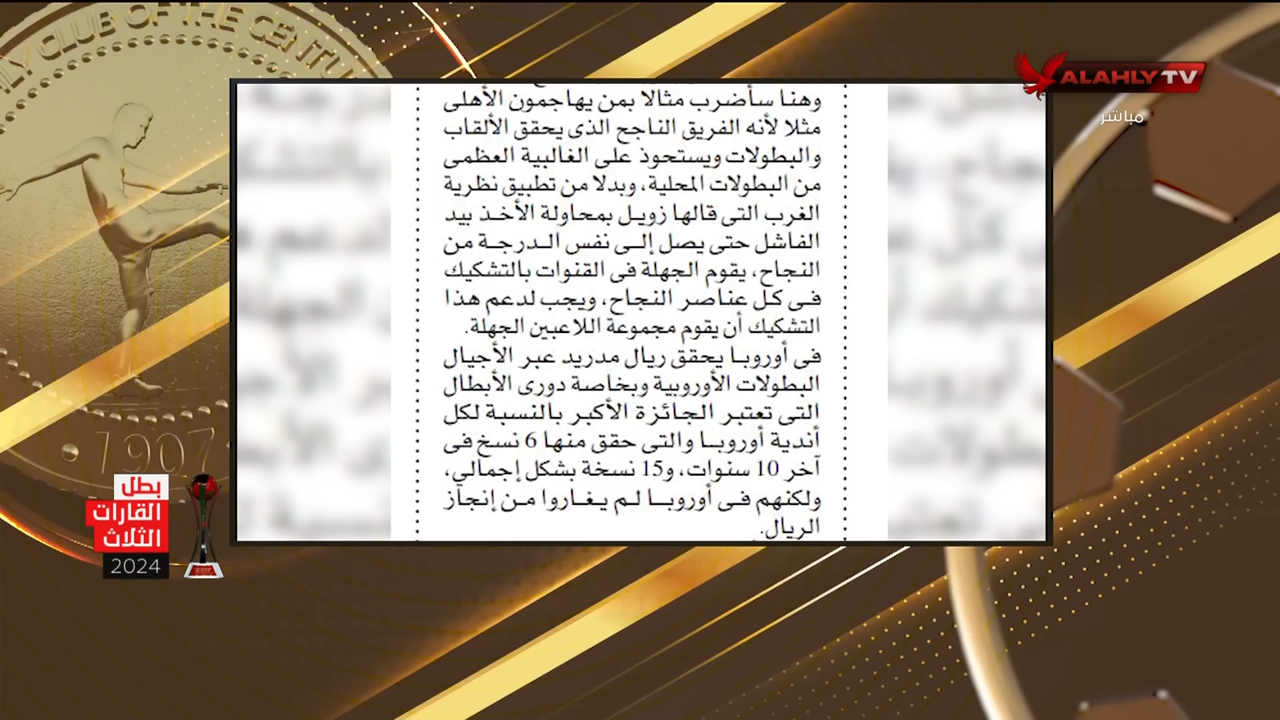 LY CLUB OF THE CENTU
ALAHLY TV
مباشر
وهنا سأضرب مثالا بمن يهاجمون الأهلى
مثلا لأنه الفريق الناجح الذى يحقق الألقاب
والبطولات ويستحوذ على الغالبية العظمى
من البطولات المحلية، وبدلا من تطبيق نظرية
الغرب التى قالها زويل بمحاولة الأخذ بيد
الفاشل حتى يصل إلى نفس الدرجة من
النجاح، يقوم الجهلة فى القنوات بالتشكيك
فى كل عناصر النجاح، ويجب لدعم هذا
التشكيك أن يقوم مجموعة اللاعبين الجهلة.
فى أوروبا يحقق ريال مدريد عبر الأجيال
البطولات الأوروبية وبخاصة دورى الأبطال
التى تعتبر الجائزة الأكبر بالنسبة لكل
أندية أوروبا والتى حقق منها 6 نسخ فى
آخر 10 سنوات، و15 نسخة بشكل إجمالي،
ولكنهم فى أوروبا لم يغاروا من إنجاز
الريال.
1907
بطل
القارات
الثلاث
2024